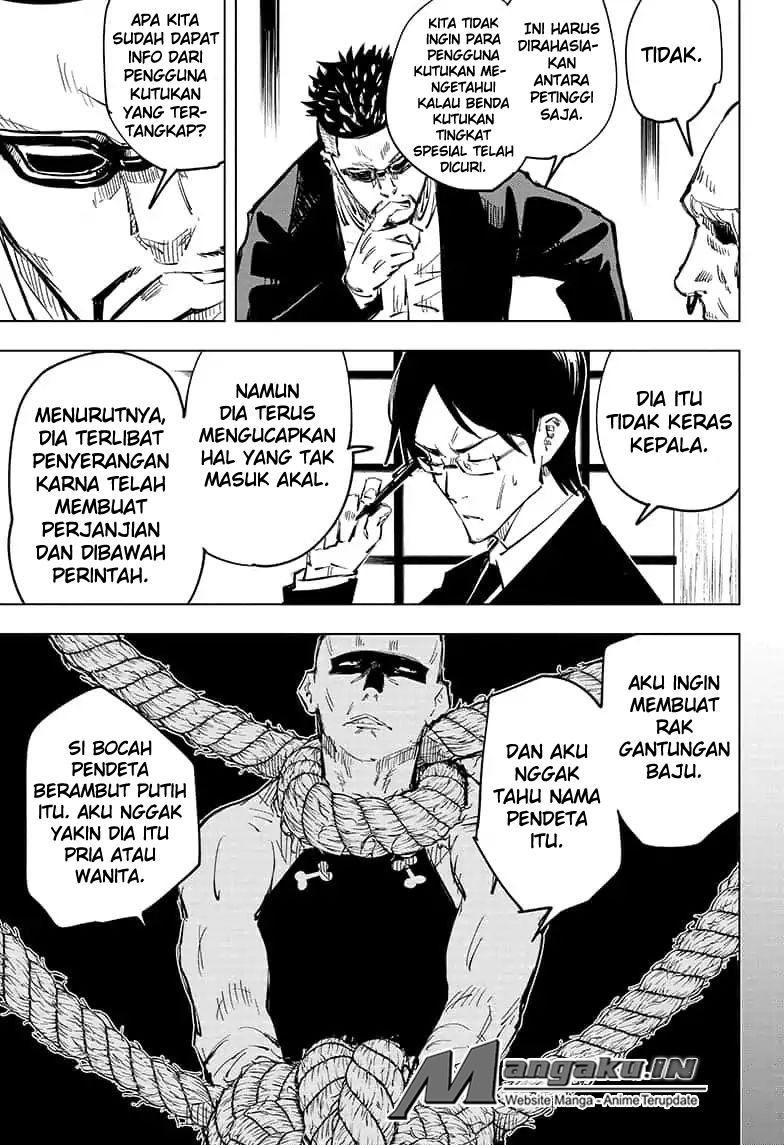 TIDAK.
INI HARUS
DIRAHASIA-
KAN
ANTARA
PETINGGI
SAJA.
KITA TIDAK
INGIN PARA
PENGGUNA
KUTUKAN ME-
NGETAHUI
KALAU BENDA
KUTUKAN
TINGKAT
SPESIAL TELAH
DICURI.
APA KITA
SUDAH DAPAT
INFO DARI
PENGGUNA
KUTUKAN
YANG TER-
TANGKAP?
DIA ITU
TIDAK KERAS
KEPALA.
NAMUN
DIA TERUS
MENGUCAPKAN
HAL YANG TAK
MASUK AKAL.
MENURUTNYA,
DIA TERLIBAT
PENYERANGAN
KARNA TELAH
MEMBUAT
PERJANJIAN
DAN DIBAWAH
PERINTAH.
AKU INGIN
MEMBUAT
RAK
GANTUNGAN
BAJU.
DAN AKU
NGGAK
TAHU NAMA
PENDETA
ITU.
SI BOCAH
PENDETA
BERAMBUT PUTIH
ITU. AKU NGGAK
YAKIN DIA ITU
PRIA ATAU
WANITA.
Mangaku.IN
Website Manga - Anime Terupdate